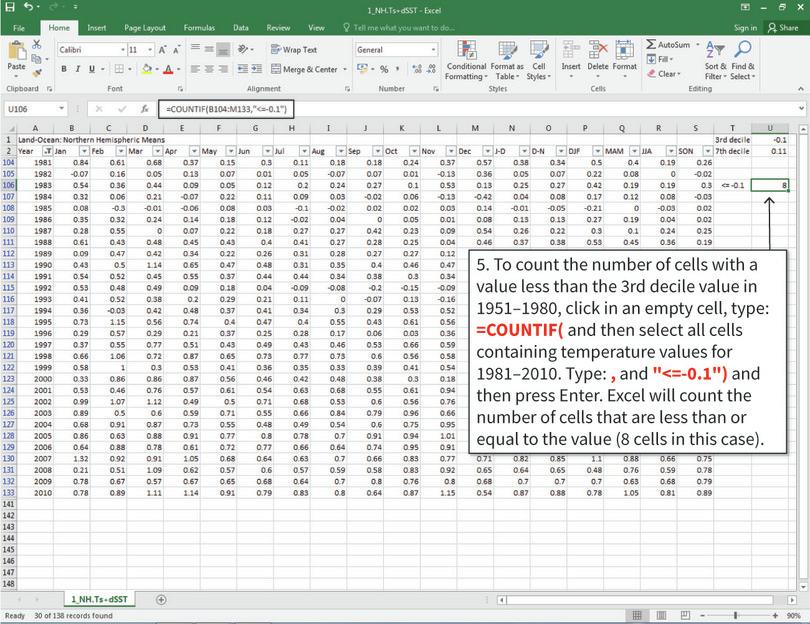 1_NH.Ts+dSST - Excel
File Home Insert Page Layout Formulas Data Review View Tell me what you want to do... Sign in Share
Paste Calibri 11 Wrap Text General Conditional Formatting Format as Table Cell Styles Insert Delete Format AutoSum Sort & Filter Find & Select
B I U Merge & Center Fill
Clear
Clipboard Font Alignment Number Styles Cells Editing
U106 fx =COUNTIF(B104:M133,"<=-0.1")
A B C D E F G H I J K L M N O P Q R S T U
1 Land-Ocean: Northern Hemispheric Means 3rd decile -0.1
2 Year Jan Feb Mar Apr May Jun Jul Aug Sep Oct Nov Dec J-D D-N DJF MAM JJA SON 7th decile 0.11
104 1981 0.84 0.61 0.68 0.37 0.15 0.3 0.11 0.18 0.18 0.24 0.37 0.57 0.38 0.34 0.5 0.4 0.19 0.26
105 1982 -0.07 0.16 0.05 0.13 0.07 0.01 0.07 0.01 0.07 0.01 -0.13 0.36 0.05 0.07 0.22 0.08 0 -0.02
106 1983 0.54 0.36 0.44 0.09 0.05 0.12 0.2 0.3 0.27 0.1 0.53 0.13 0.25 0.27 0.42 0.19 0.19 0.3 <= -0.1 8
107 1984 0.32 0.06 0.21 -0.07 0.22 0.11 0.09 0.03 -0.02 0.06 -0.13 -0.42 0.04 0.08 0.17 0.12 0.08 -0.03
108 1985 0.08 -0.3 -0.01 -0.06 0.08 0.03 -0.1 -0.02 0.02 0.02 0.03 0.14 -0.01 -0.05 -0.21 0 -0.03 0.02
109 1986 0.35 0.32 0.24 0.14 0.18 0.12 -0.02 0.04 0 0.05 0.01 0.08 0.13 0.13 0.27 0.19 0.04 0.02
110 1987 0.28 0.55 0 0.07 0.22 0.18 0.27 0.27 0.42 0.23 0.09 0.54 0.26 0.22 0.3 0.1 0.24 0.25
111 1988 0.61 0.43 0.48 0.45 0.43 0.4 0.41 0.27 0.28 0.25 0.04 0.46 0.37 0.38 0.53 0.45 0.36 0.19
112 1989 0.09 0.47 0.42 0.34 0.22 0.26 0.31 0.28 0.27 0.27 0.12
113 1990 0.43 0.5 1.14 0.65 0.47 0.48 0.31 0.35 0.4 0.46 0.47
114 1991 0.54 0.52 0.45 0.55 0.37 0.44 0.38 0.34 0.38 0.3 0.34
115 1992 0.53 0.48 0.49 0.09 0.18 0.04 -0.09 -0.08 -0.2 -0.15 -0.09
116 1993 0.41 0.52 0.38 0.2 0.29 0.21 0.11 0 -0.07 0.13 -0.16
117 1994 0.36 -0.03 0.42 0.48 0.37 0.41 0.34 0.3 0.29 0.53 0.52
118 1995 0.73 1.15 0.56 0.74 0.4 0.47 0.4 0.55 0.43 0.61 0.56
119 1996 0.29 0.57 0.29 0.21 0.37 0.25 0.28 0.17 0.06 0.03 0.36
120 1997 0.37 0.55 0.77 0.51 0.43 0.49 0.43 0.46 0.53 0.66 0.59
121 1998 0.66 1.06 0.72 0.87 0.65 0.73 0.77 0.73 0.6 0.56 0.58
122 1999 0.58 1 0.3 0.53 0.41 0.36 0.35 0.33 0.39 0.41 0.54
123 2000 0.33 0.86 0.86 0.87 0.56 0.46 0.42 0.48 0.38 0.3 0.18
124 2001 0.53 0.46 0.76 0.57 0.61 0.54 0.63 0.68 0.55 0.61 0.94
125 2002 0.99 1.07 1.12 0.49 0.5 0.71 0.68 0.53 0.6 0.56 0.76
126 2003 0.89 0.5 0.6 0.59 0.71 0.55 0.66 0.84 0.79 0.96 0.66
127 2004 0.68 0.91 0.87 0.73 0.55 0.48 0.49 0.54 0.6 0.75 0.95
128 2005 0.86 0.63 0.88 0.91 0.77 0.8 0.78 0.7 0.91 0.94 1.01
129 2006 0.64 0.88 0.78 0.61 0.72 0.77 0.66 0.74 0.74 0.95 0.91
130 2007 1.32 0.92 0.91 1.05 0.68 0.64 0.63 0.7 0.66 0.83 0.77 0.71 0.82 0.85 1.1 0.88 0.66 0.75
131 2008 0.21 0.51 1.09 0.62 0.57 0.6 0.57 0.59 0.58 0.83 0.92 0.65 0.64 0.65 0.48 0.76 0.59 0.78
132 2009 0.78 0.67 0.57 0.67 0.65 0.68 0.64 0.7 0.8 0.76 0.8 0.68 0.7 0.7 0.7 0.63 0.68 0.79
133 2010 0.78 0.89 1.11 1.14 0.91 0.79 0.83 0.8 0.64 0.87 1.15 0.54 0.87 0.88 0.78 1.05 0.81 0.89
141
142
143
144
145
146
147
148
5. To count the number of cells with a
value less than the 3rd decile value in
1951–1980, click in an empty cell, type:
=COUNTIF( and then select all cells
containing temperature values for
1981–2010. Type: , and "<=-0.1") and
then press Enter. Excel will count the
number of cells that are less than or
equal to the value (8 cells in this case).
1_NH.Ts+dSST
Ready 30 of 138 records found 90%